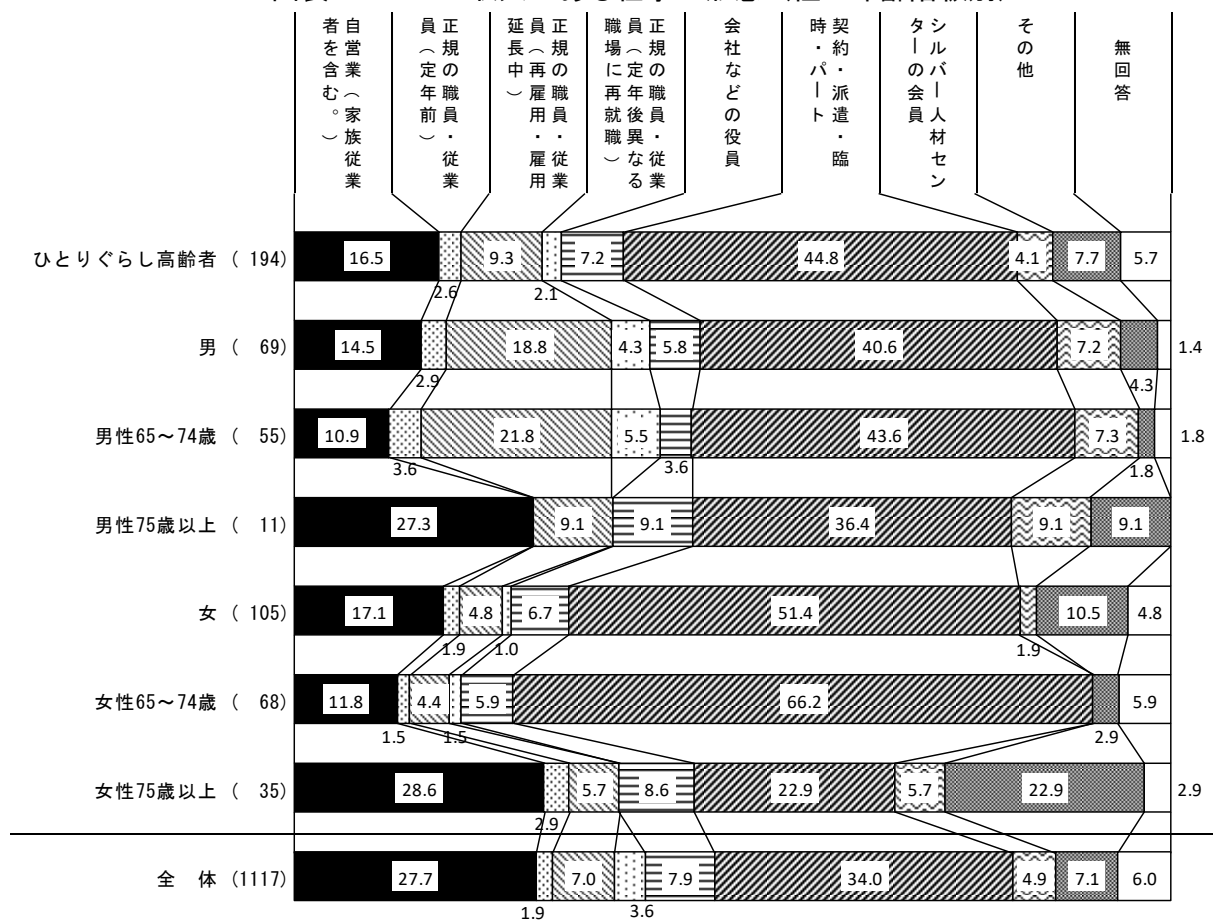 自営業（家族従業
者を含む。）
正規の職員・従業
員（定年前）
正規の職員・従業
員（再雇用・雇用
延長中）
正規の職員・従業
員（定年後異なる
職場に再就職）
会社などの役員
契約・派遣・臨
時・パート
シルバー人材セン
ターの会員
その他
無回答
ひとりぐらし高齢者 ( 194) 16.5 9.3 7.2 44.8 4.1 7.7 5.7
2.6 2.1
男 ( 69) 14.5 18.8 4.3 5.8 40.6 7.2 1.4
2.9 4.3
男性65～74歳 ( 55) 10.9 21.8 5.5 43.6 7.3 1.8
3.6 3.6 1.8
男性75歳以上 ( 11) 27.3 9.1 9.1 36.4 9.1 9.1
女 ( 105) 17.1 4.8 6.7 51.4 10.5 4.8
1.9 1.0 1.9
女性65～74歳 ( 68) 11.8 4.4 5.9 66.2 5.9
1.5 1.5 2.9
女性75歳以上 ( 35) 28.6 5.7 8.6 22.9 5.7 22.9 2.9
2.9
全 体 (1117) 27.7 7.0 7.9 34.0 4.9 7.1 6.0
1.9 3.6